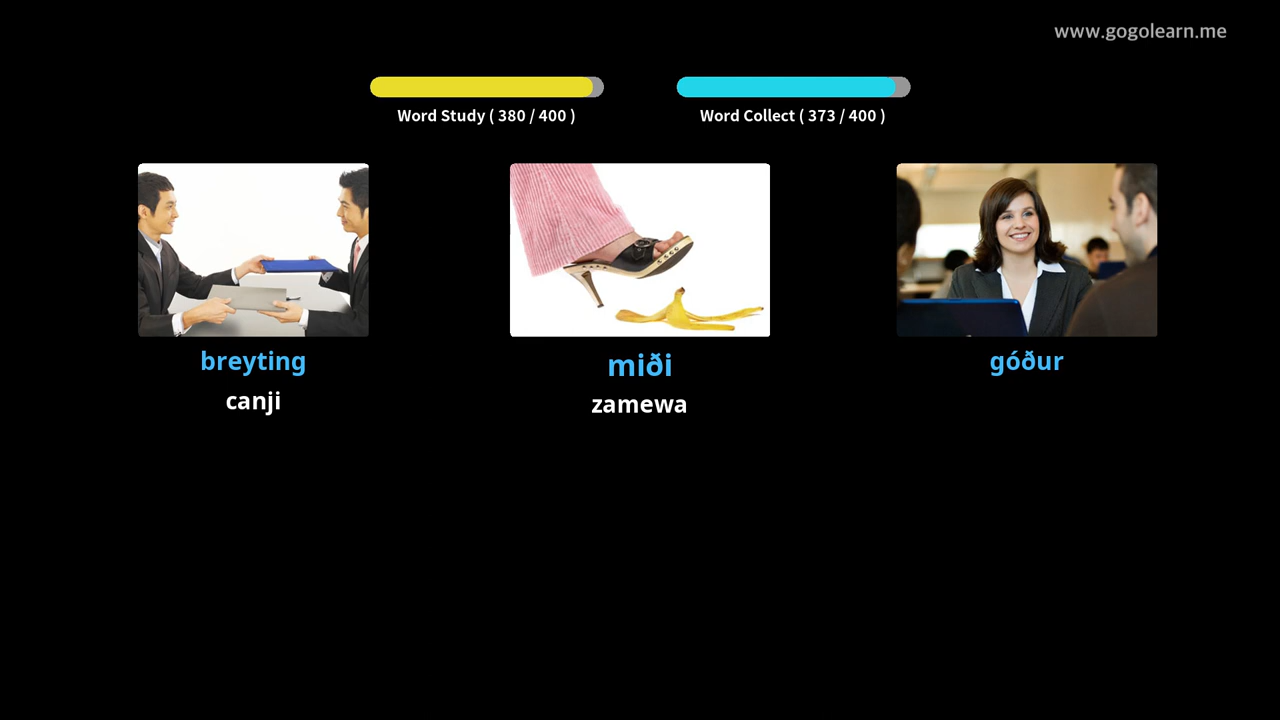 www.gogolearn.me
Word Study ( 380 / 400 )
Word Collect ( 373 / 400 )
breyting
canji
miði
zamewa
góður